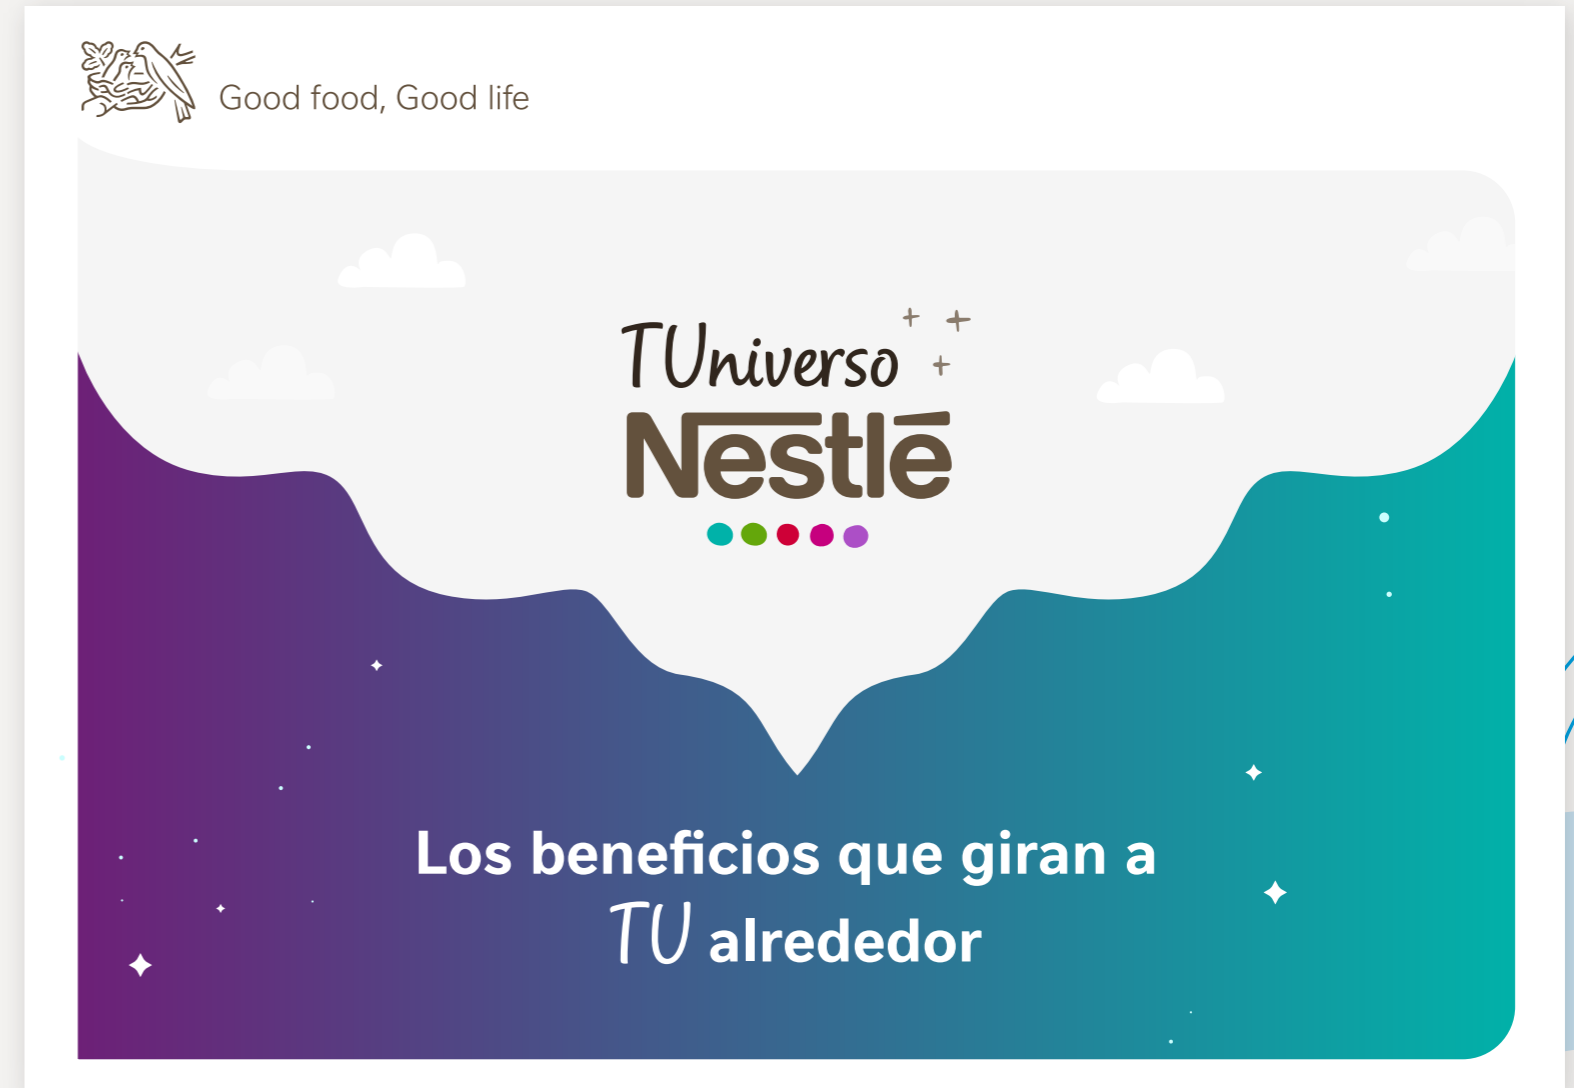 Good food, Good life
TUniverso
Nestlé
Los beneficios que giran a
TU alrededor